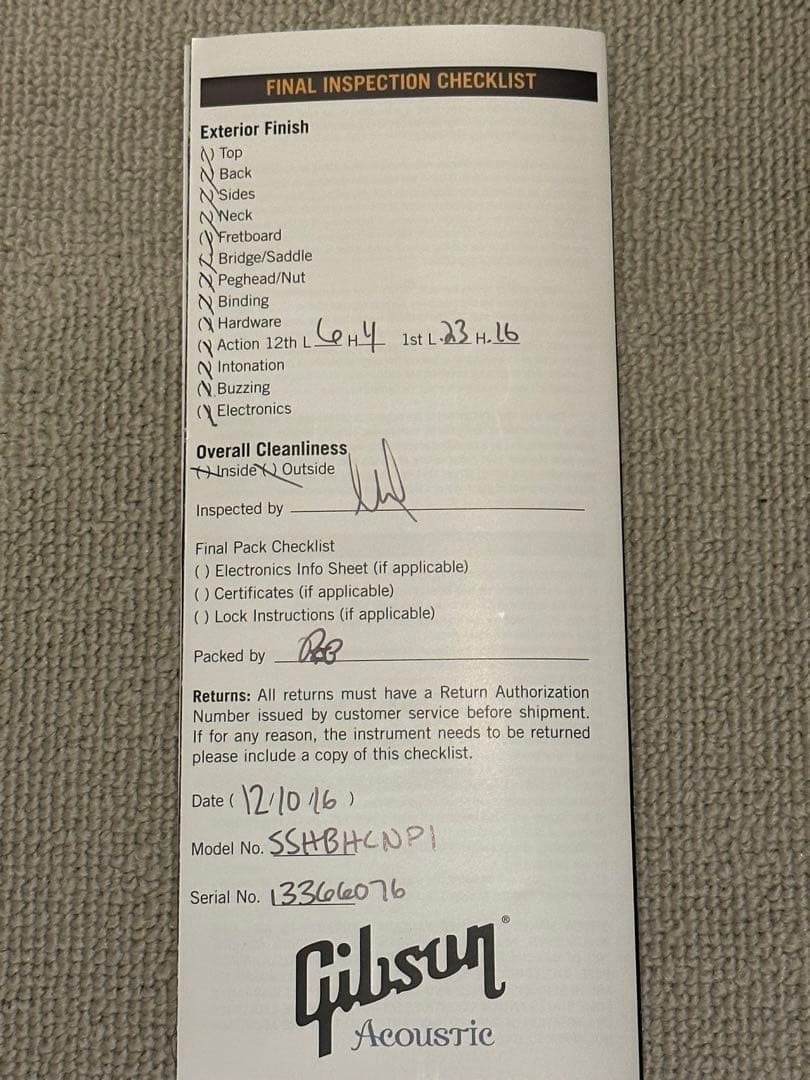 FINAL INSPECTION CHECKLIST
Exterior Finish
(\) Top
(\) Back
(\) Sides
(\) Neck
(\) Fretboard
(\) Bridge/Saddle
(\) Peghead/Nut
(\) Binding
(\) Hardware
(\) Action 12th L 6 H 4 1st L .23 H .16
(\) Intonation
(\) Buzzing
(\) Electronics
Overall Cleanliness
(\) Inside (\) Outside
Inspected by
Final Pack Checklist
( ) Electronics Info Sheet (if applicable)
( ) Certificates (if applicable)
( ) Lock Instructions (if applicable)
Packed by
Returns: All returns must have a Return Authorization
Number issued by customer service before shipment.
If for any reason, the instrument needs to be returned
please include a copy of this checklist.
Date ( 12/10/16 )
Model No. SSHBHCNP1
Serial No. 13366076
Gibson®
Acoustic